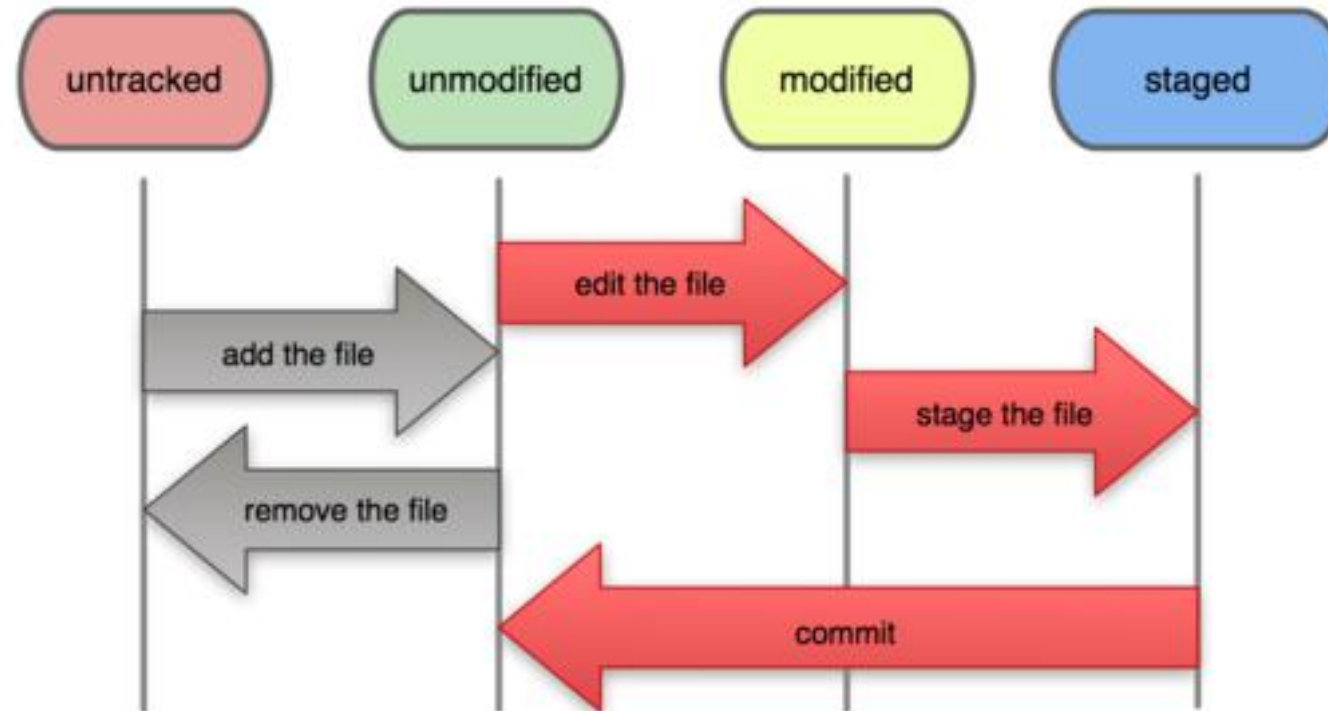 untracked
unmodified
modified
staged
edit the file
add the file
stage the file
remove the file
commit